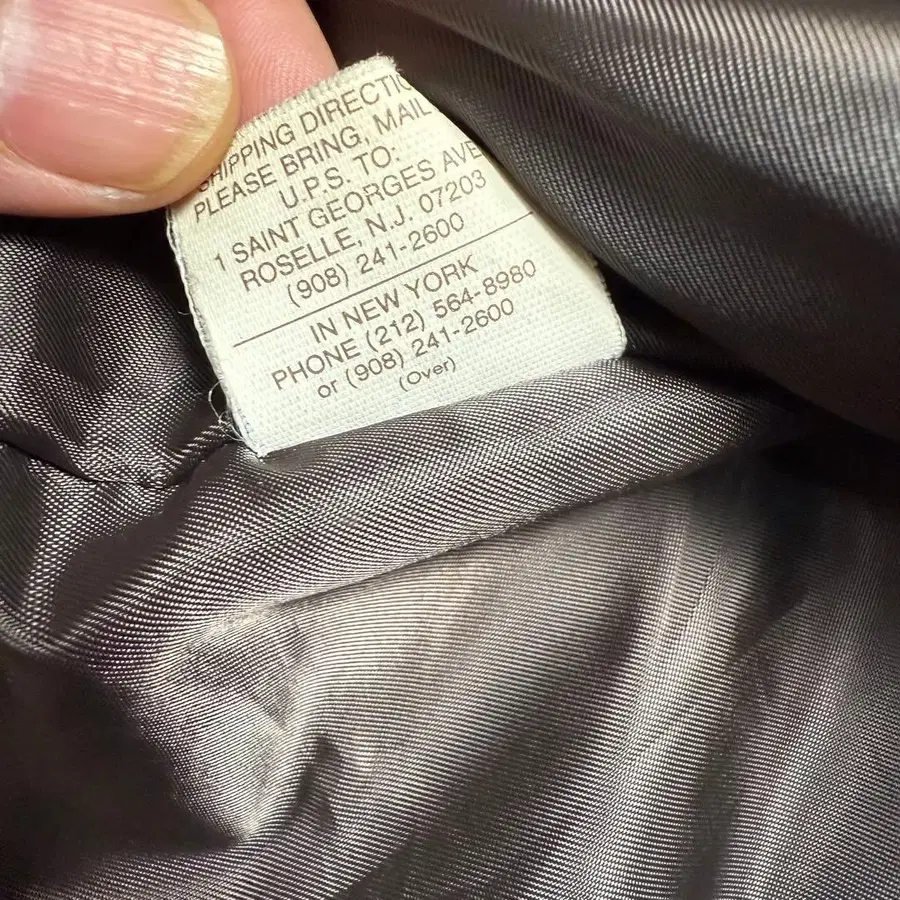 SHIPPING DIRECTIO
PLEASE BRING, MAIL
U.P.S. TO:
1 SAINT GEORGES AVE
ROSELLE, N.J. 07203
(908) 241-2600
IN NEW YORK
PHONE (212) 564-8980
or (908) 241-2600
(Over)